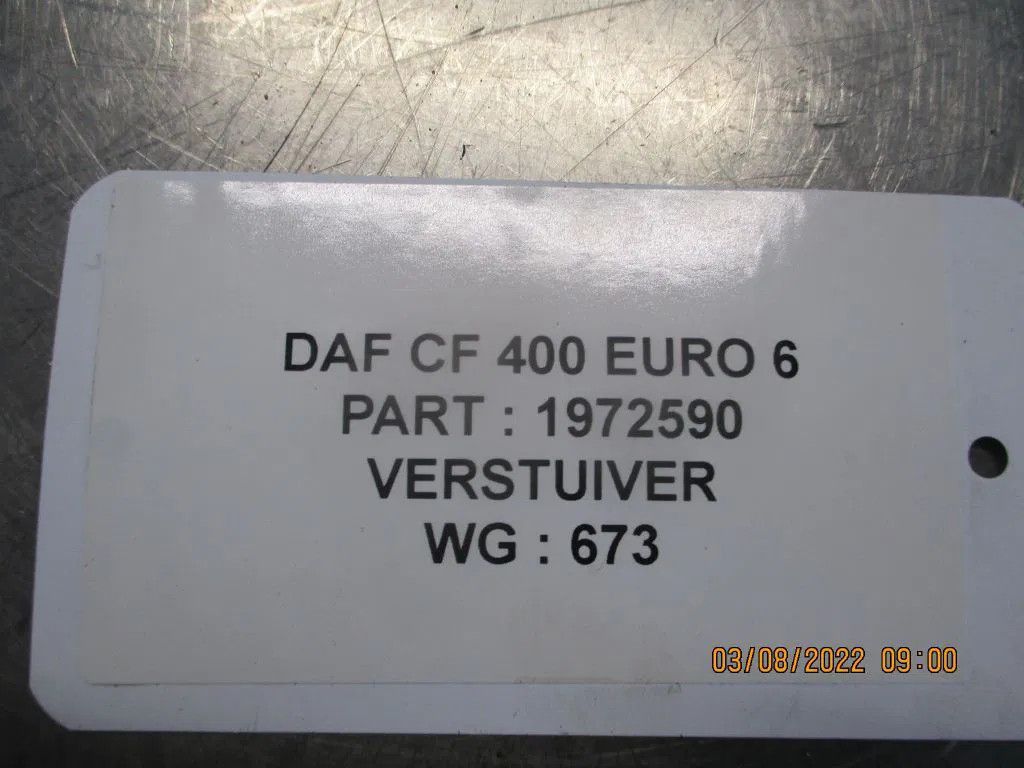 DAF CF 400 EURO 6
PART : 1972590
VERSTUIVER
WG : 673
03/08/2022 09:00